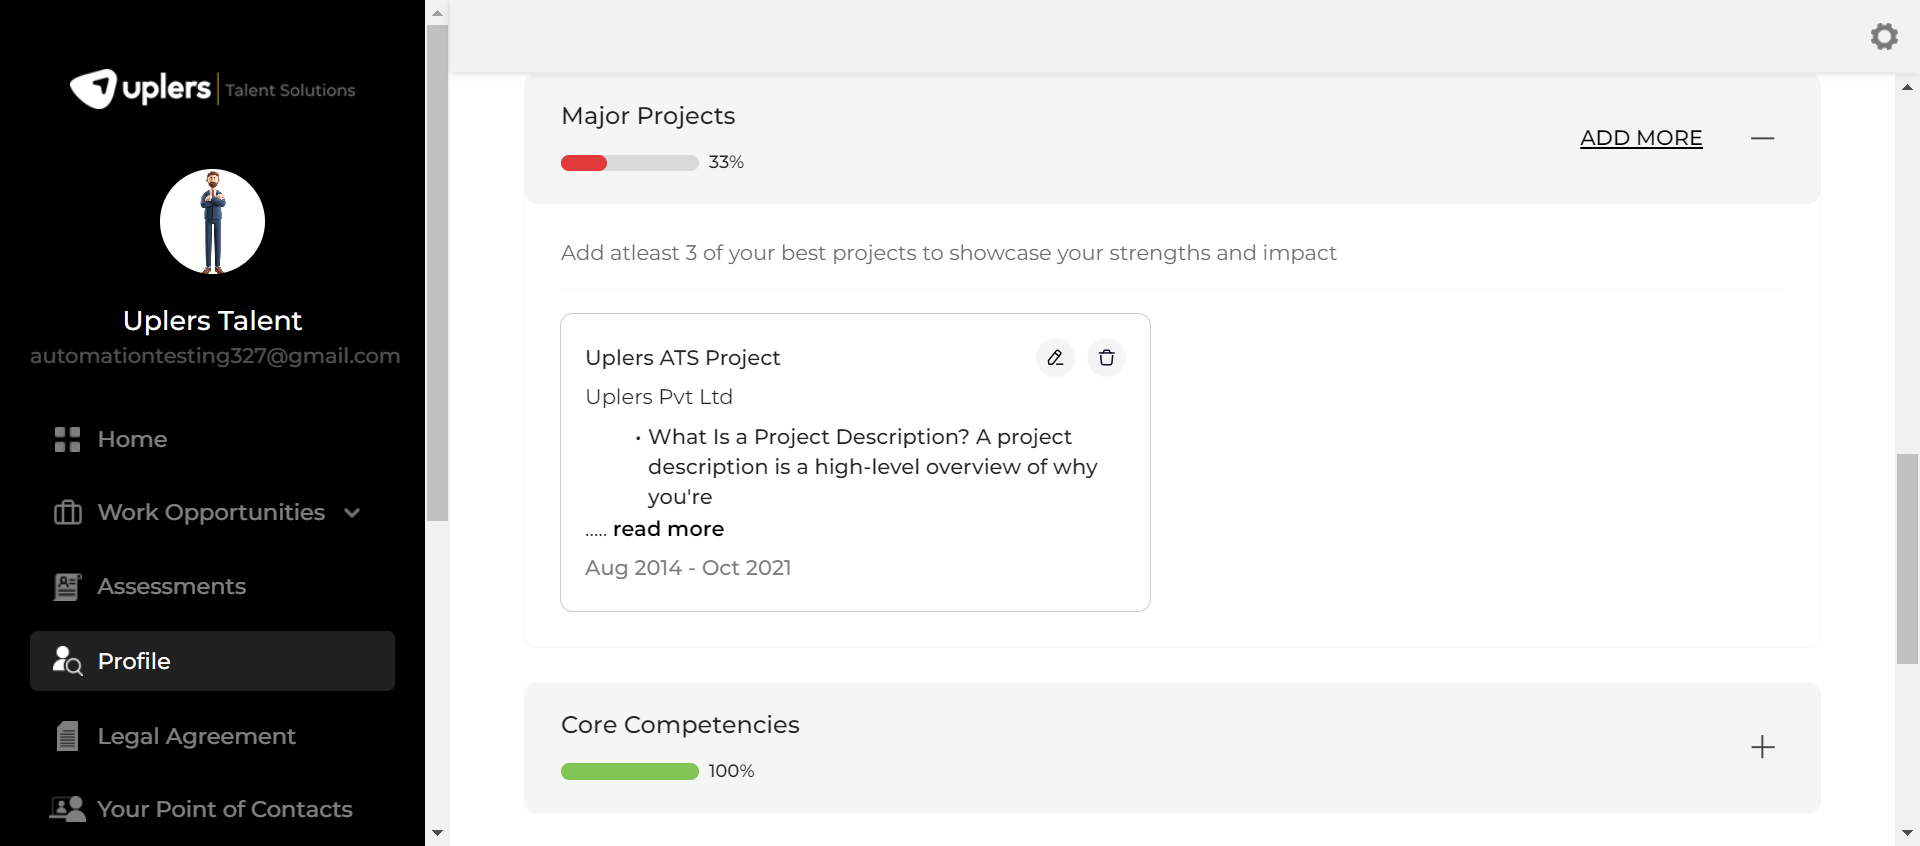 uplers Talent Solutions
Uplers Talent
automationtesting327@gmail.com
Home
Work Opportunities
Assessments
Profile
Legal Agreement
Your Point of Contacts
Major Projects
33%
ADD MORE
Add atleast 3 of your best projects to showcase your strengths and impact
Uplers ATS Project
Uplers Pvt Ltd
• What Is a Project Description? A project
description is a high-level overview of why
you're
..... read more
Aug 2014 - Oct 2021
Core Competencies
100%